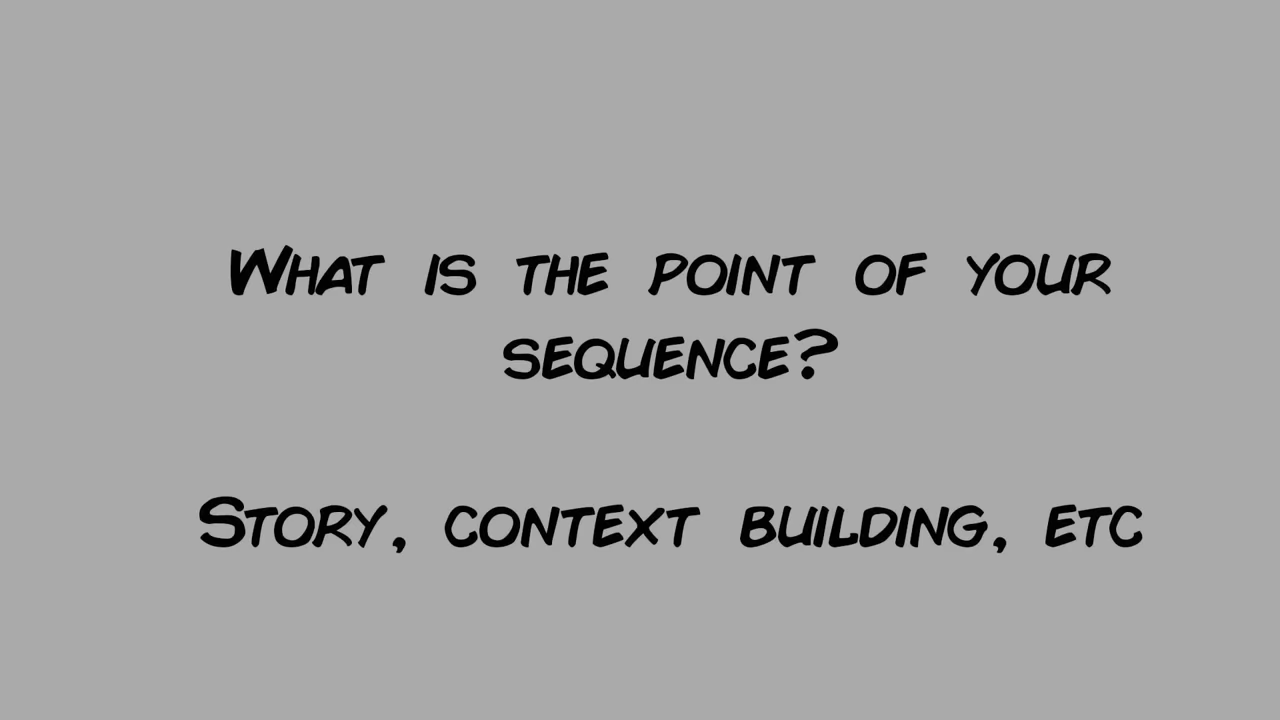 What is the point of your
sequence?
Story, context building, etc